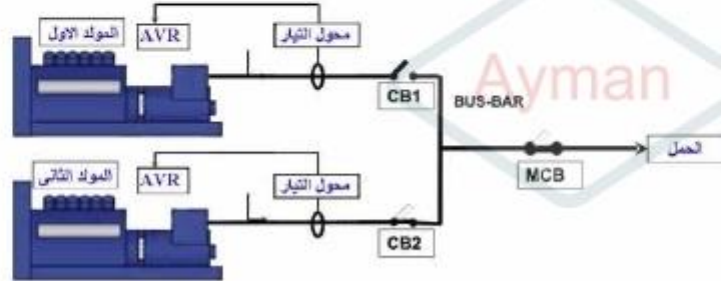 المولد الاول
AVR
محول التيار
CB1
BUS-BAR
Ayman
MCB
الحمل
المولد الثانى
AVR
محول التيار
CB2